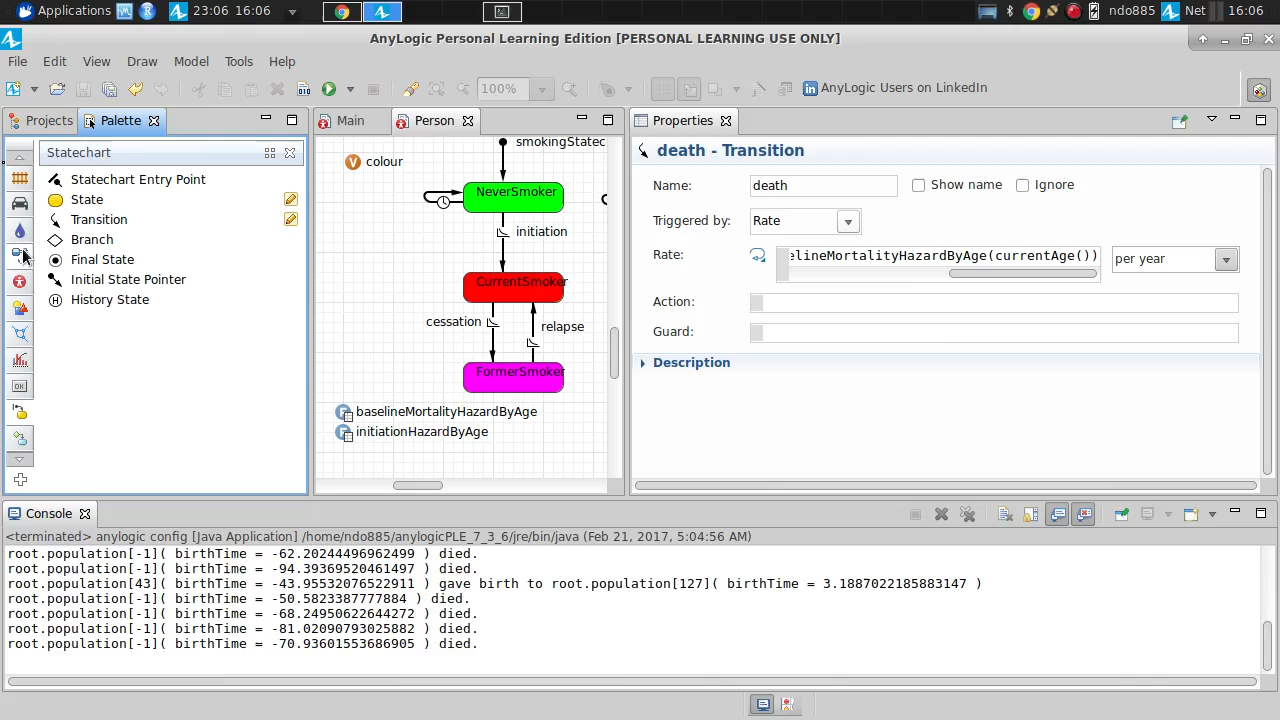 Applications 23:06 16:06 ndo885 Net 16:06
AnyLogic Personal Learning Edition [PERSONAL LEARNING USE ONLY]
File Edit View Draw Model Tools Help
100% AnyLogic Users on LinkedIn
Projects Palette
Statechart
Statechart Entry Point
State
Transition
Branch
Final State
Initial State Pointer
History State
OK
Main Person
smokingStatec
colour
NeverSmoker
initiation
CurrentSmoker
cessation
relapse
FormerSmoker
baselineMortalityHazardByAge
initiationHazardByAge
Properties
death - Transition
Name: death Show name Ignore
Triggered by: Rate
Rate: elineMortalityHazardByAge(currentAge()) per year
Action:
Guard:
Description
Console
<terminated> anylogic config [Java Application] /home/ndo885/anylogicPLE_7_3_6/jre/bin/java (Feb 21, 2017, 5:04:56 AM)
root.population[-1]( birthTime = -62.20244496962499 ) died.
root.population[-1]( birthTime = -94.39369520461497 ) died.
root.population[43]( birthTime = -43.95532076522911 ) gave birth to root.population[127]( birthTime = 3.1887022185883147 )
root.population[-1]( birthTime = -50.5823387777884 ) died.
root.population[-1]( birthTime = -68.24950622644272 ) died.
root.population[-1]( birthTime = -81.02090793025882 ) died.
root.population[-1]( birthTime = -70.93601553686905 ) died.